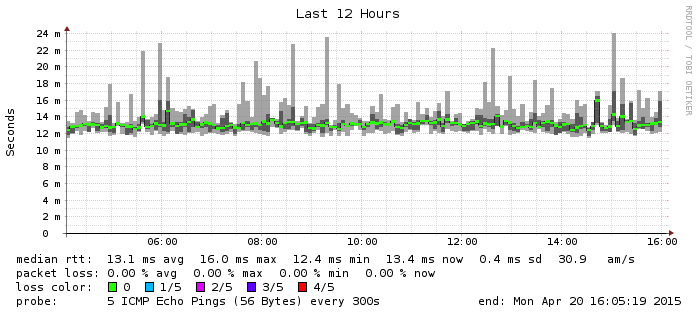 Last 12 Hours
24 m
22 m
20 m
18 m
16 m
14 m
12 m
10 m
8 m
6 m
4 m
2 m
0
Seconds
06:00 08:00 10:00 12:00 14:00 16:00
RRDTOOL / TOBI OETIKER
median rtt: 13.1 ms avg 16.0 ms max 12.4 ms min 13.4 ms now 0.4 ms sd 30.9 am/s
packet loss: 0.00 % avg 0.00 % max 0.00 % min 0.00 % now
loss color: 0 1/5 2/5 3/5 4/5
probe: 5 ICMP Echo Pings (56 Bytes) every 300s end: Mon Apr 20 16:05:19 2015